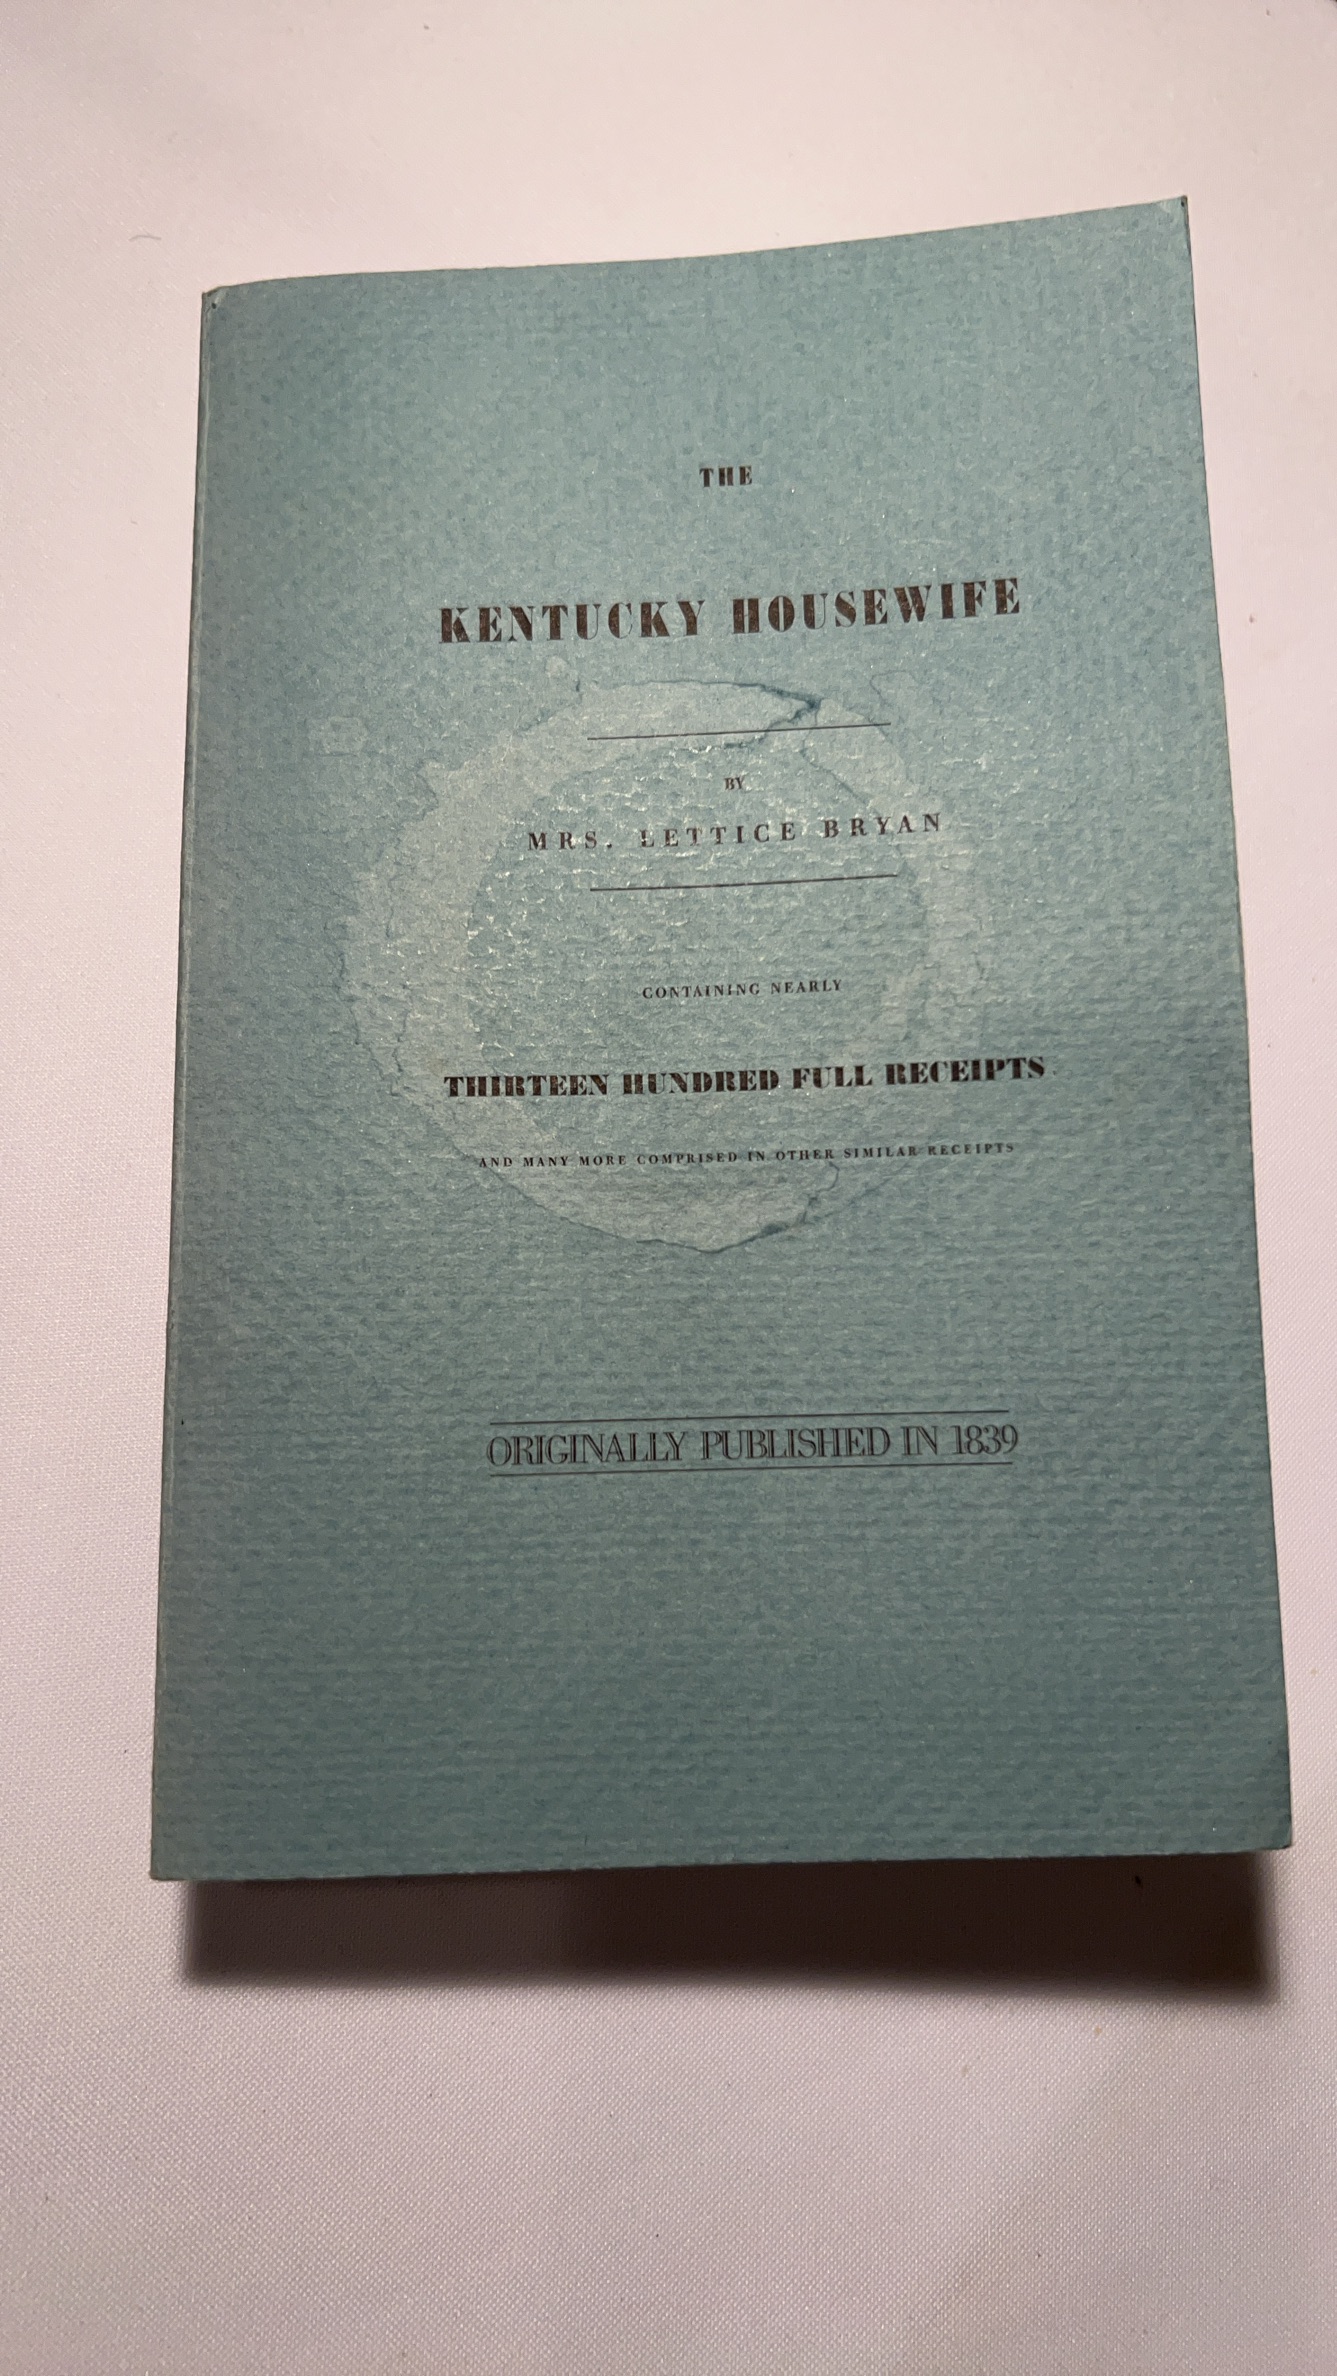 THE
KENTUCKY HOUSEWIFE
BY
MRS. LETTICE BRYAN
CONTAINING NEARLY
THIRTEEN HUNDRED FULL RECEIPTS
AND MANY MORE COMPRISED IN OTHER SIMILAR RECEIPTS
ORIGINALLY PUBLISHED IN 1839